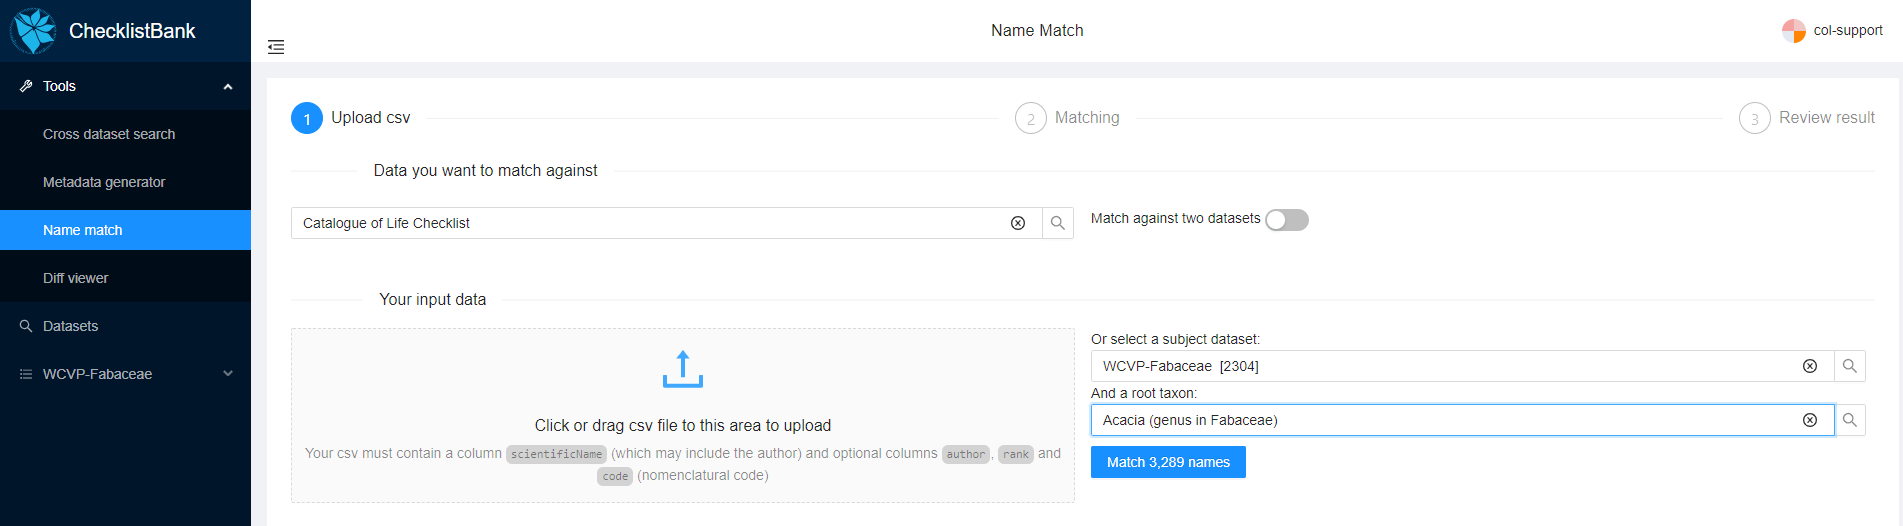 ChecklistBank
Name Match
col-support
Tools
Cross dataset search
Metadata generator
Name match
Diff viewer
Datasets
WCVP-Fabaceae
1 Upload csv
2 Matching
3 Review result
Data you want to match against
Catalogue of Life Checklist
Match against two datasets
Your input data
Click or drag csv file to this area to upload
Your csv must contain a column scientificName (which may include the author) and optional columns author, rank and
code (nomenclatural code)
Or select a subject dataset:
WCVP-Fabaceae [2304]
And a root taxon:
Acacia (genus in Fabaceae)
Match 3,289 names